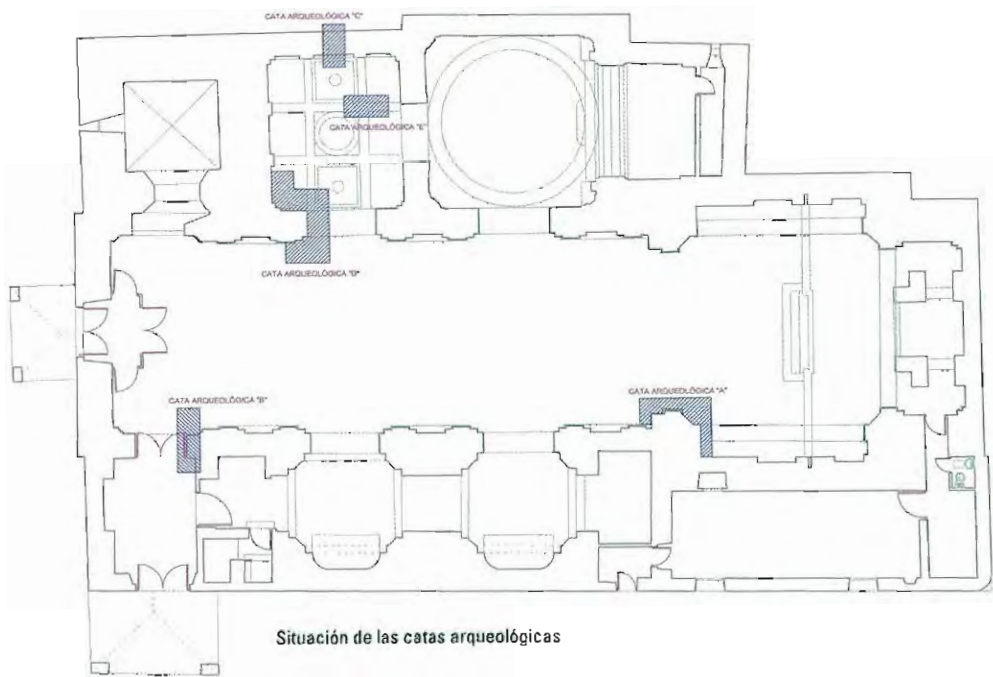 CATA ARQUEOLÓGICA "C"
CATA ARQUEOLÓGICA "E"
CATA ARQUEOLÓGICA "D"
CATA ARQUEOLÓGICA "B"
CATA ARQUEOLÓGICA "A"
Situación de las catas arqueológicas